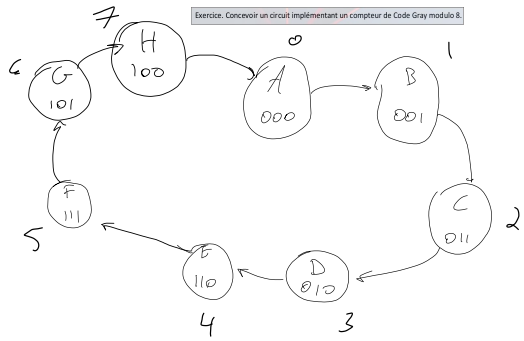 Exercice. Concevoir un circuit implémentant un compteur de Code Gray modulo 8.
7
H
100
0
A
000
1
B
001
6
G
101
F
111
5
C
011
2
E
110
4
D
010
3